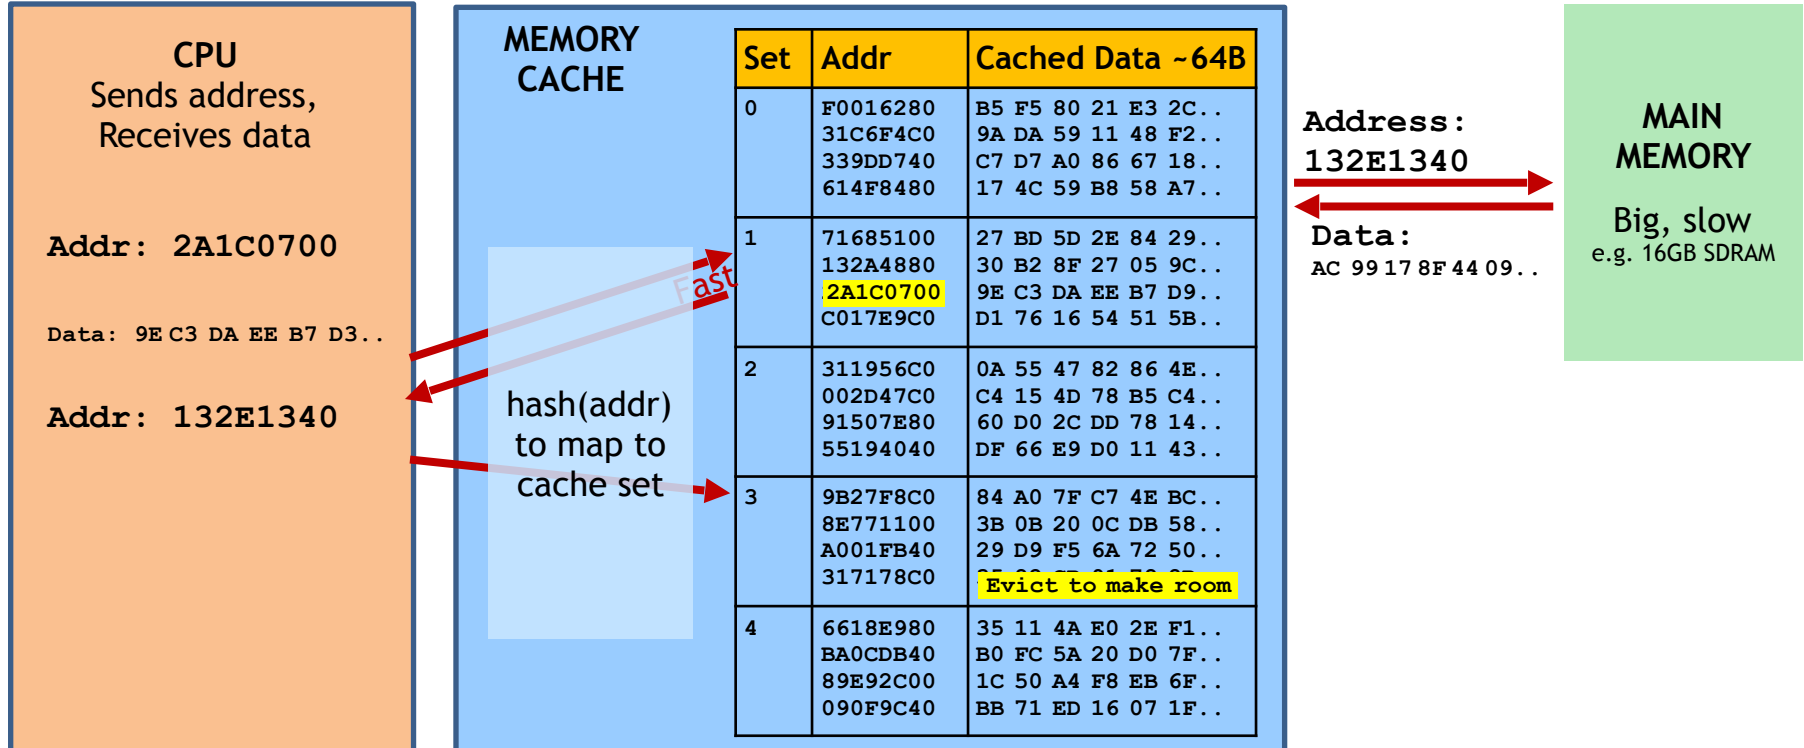 CPU
Sends address,
Receives data
Addr: 2A1C0700
Data: 9E C3 DA EE B7 D3..
Addr: 132E1340
MEMORY
CACHE
Fast
hash(addr)
to map to
cache set
Set Addr Cached Data ~64B
0 F0016280 B5 F5 80 21 E3 2C..
31C6F4C0 9A DA 59 11 48 F2..
339DD740 C7 D7 A0 86 67 18..
614F8480 17 4C 59 B8 58 A7..
1 71685100 27 BD 5D 2E 84 29..
132A4880 30 B2 8F 27 05 9C..
2A1C0700 9E C3 DA EE B7 D9..
C017E9C0 D1 76 16 54 51 5B..
2 311956C0 0A 55 47 82 86 4E..
002D47C0 C4 15 4D 78 B5 C4..
91507E80 60 D0 2C DD 78 14..
55194040 DF 66 E9 D0 11 43..
3 9B27F8C0 84 A0 7F C7 4E BC..
8E771100 3B 0B 20 0C DB 58..
A001FB40 29 D9 F5 6A 72 50..
317178C0 Evict to make room
4 6618E980 35 11 4A E0 2E F1..
BA0CDB40 B0 FC 5A 20 D0 7F..
89E92C00 1C 50 A4 F8 EB 6F..
090F9C40 BB 71 ED 16 07 1F..
Address:
132E1340
Data:
AC 99 17 8F 44 09..
MAIN
MEMORY
Big, slow
e.g. 16GB SDRAM